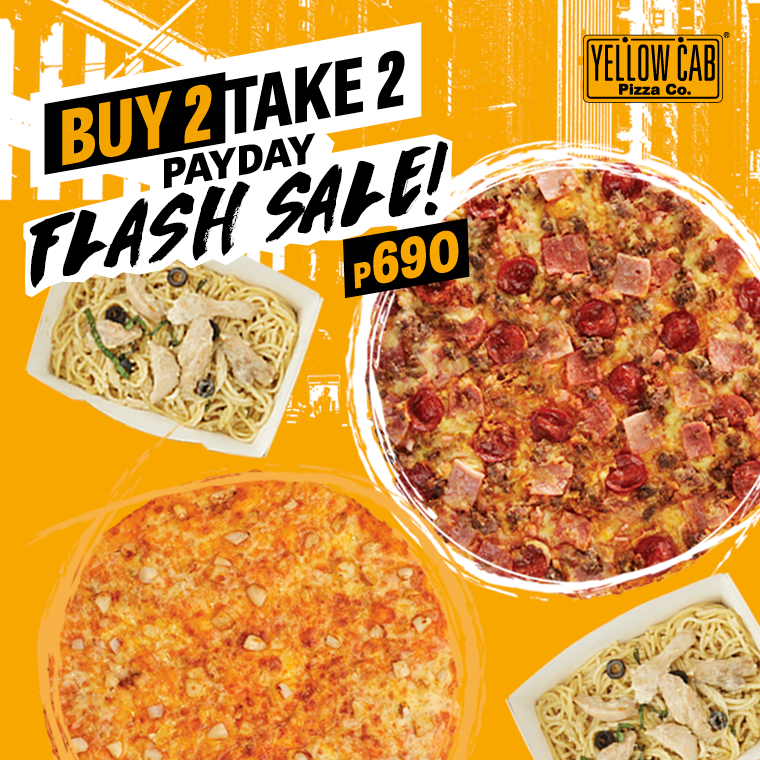 YELLOW CAB®
Pizza Co.
BUY 2 TAKE 2
PAYDAY
FLASH SALE!
P690